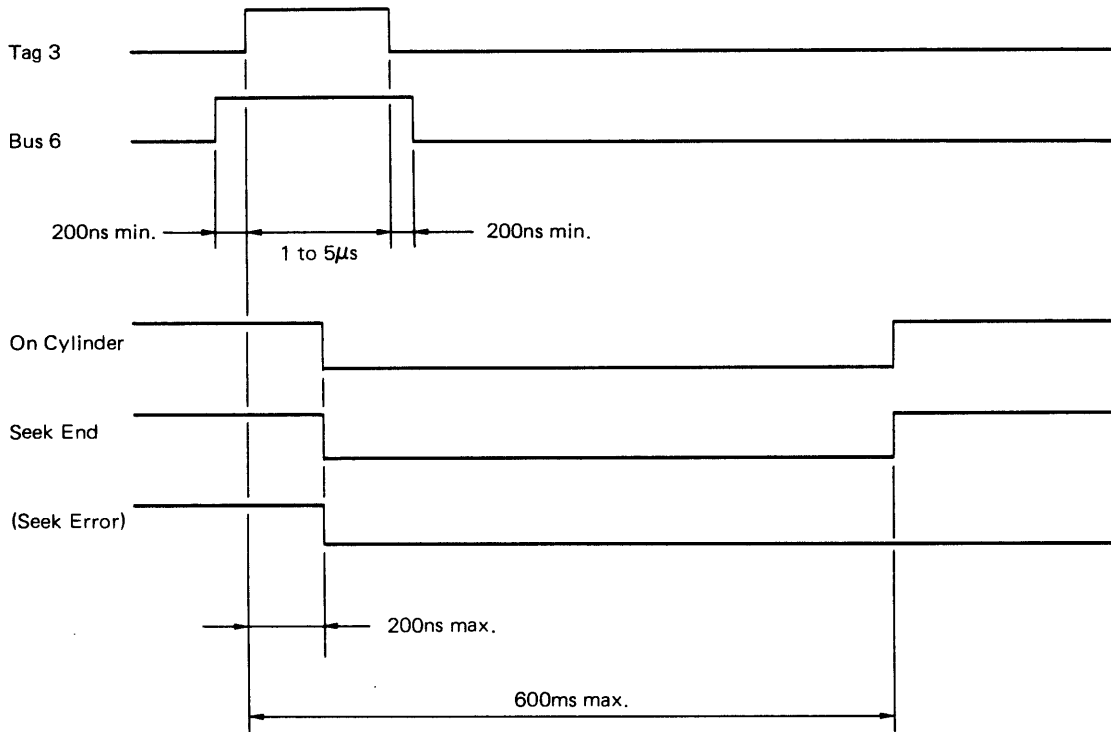 Tag 3
Bus 6
200ns min.
200ns min.
1 to 5μs
On Cylinder
Seek End
(Seek Error)
200ns max.
600ms max.